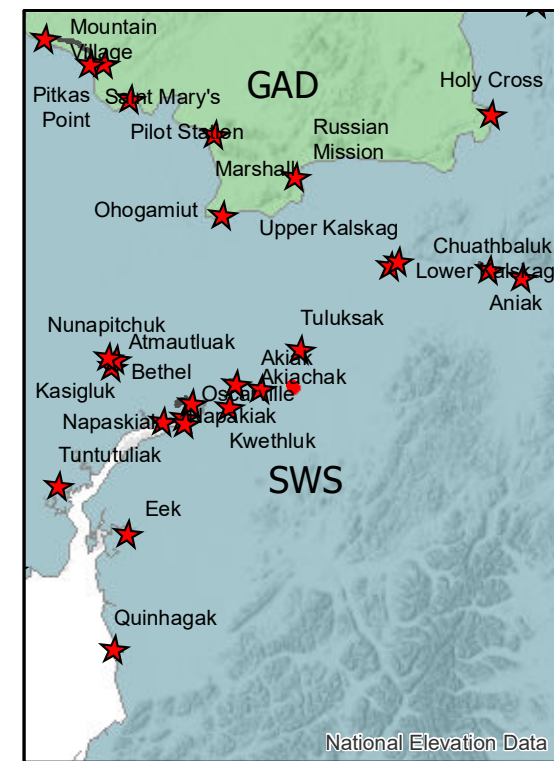 Mountain
Village
GAD
Holy Cross
Pitkas
Point
Saint Mary's
Pilot Station
Russian
Mission
Marshall
Ohogamiut
Upper Kalskag
Chuathbaluk
Lower Kalskag
Aniak
Tuluksak
Nunapitchuk
Atmautluak
Akiak
Bethel
Akiachak
Kasigluk
Oscarville
Napaskiak
Napakiak
Kwethluk
Tuntutuliak
SWS
Eek
Quinhagak
National Elevation Data